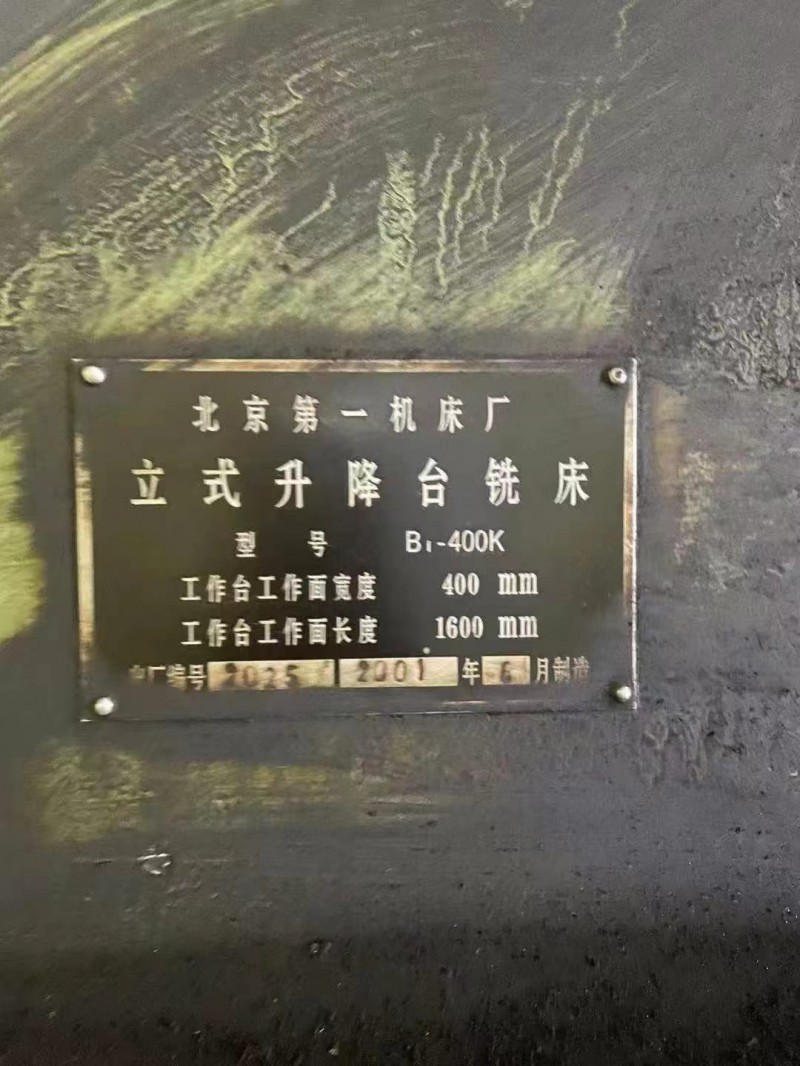 北京第一机床厂
立式升降台铣床
型号 B₁-400K
工作台工作面宽度 400 mm
工作台工作面长度 1600 mm
出厂编号 2025 2001 年 6 月制造